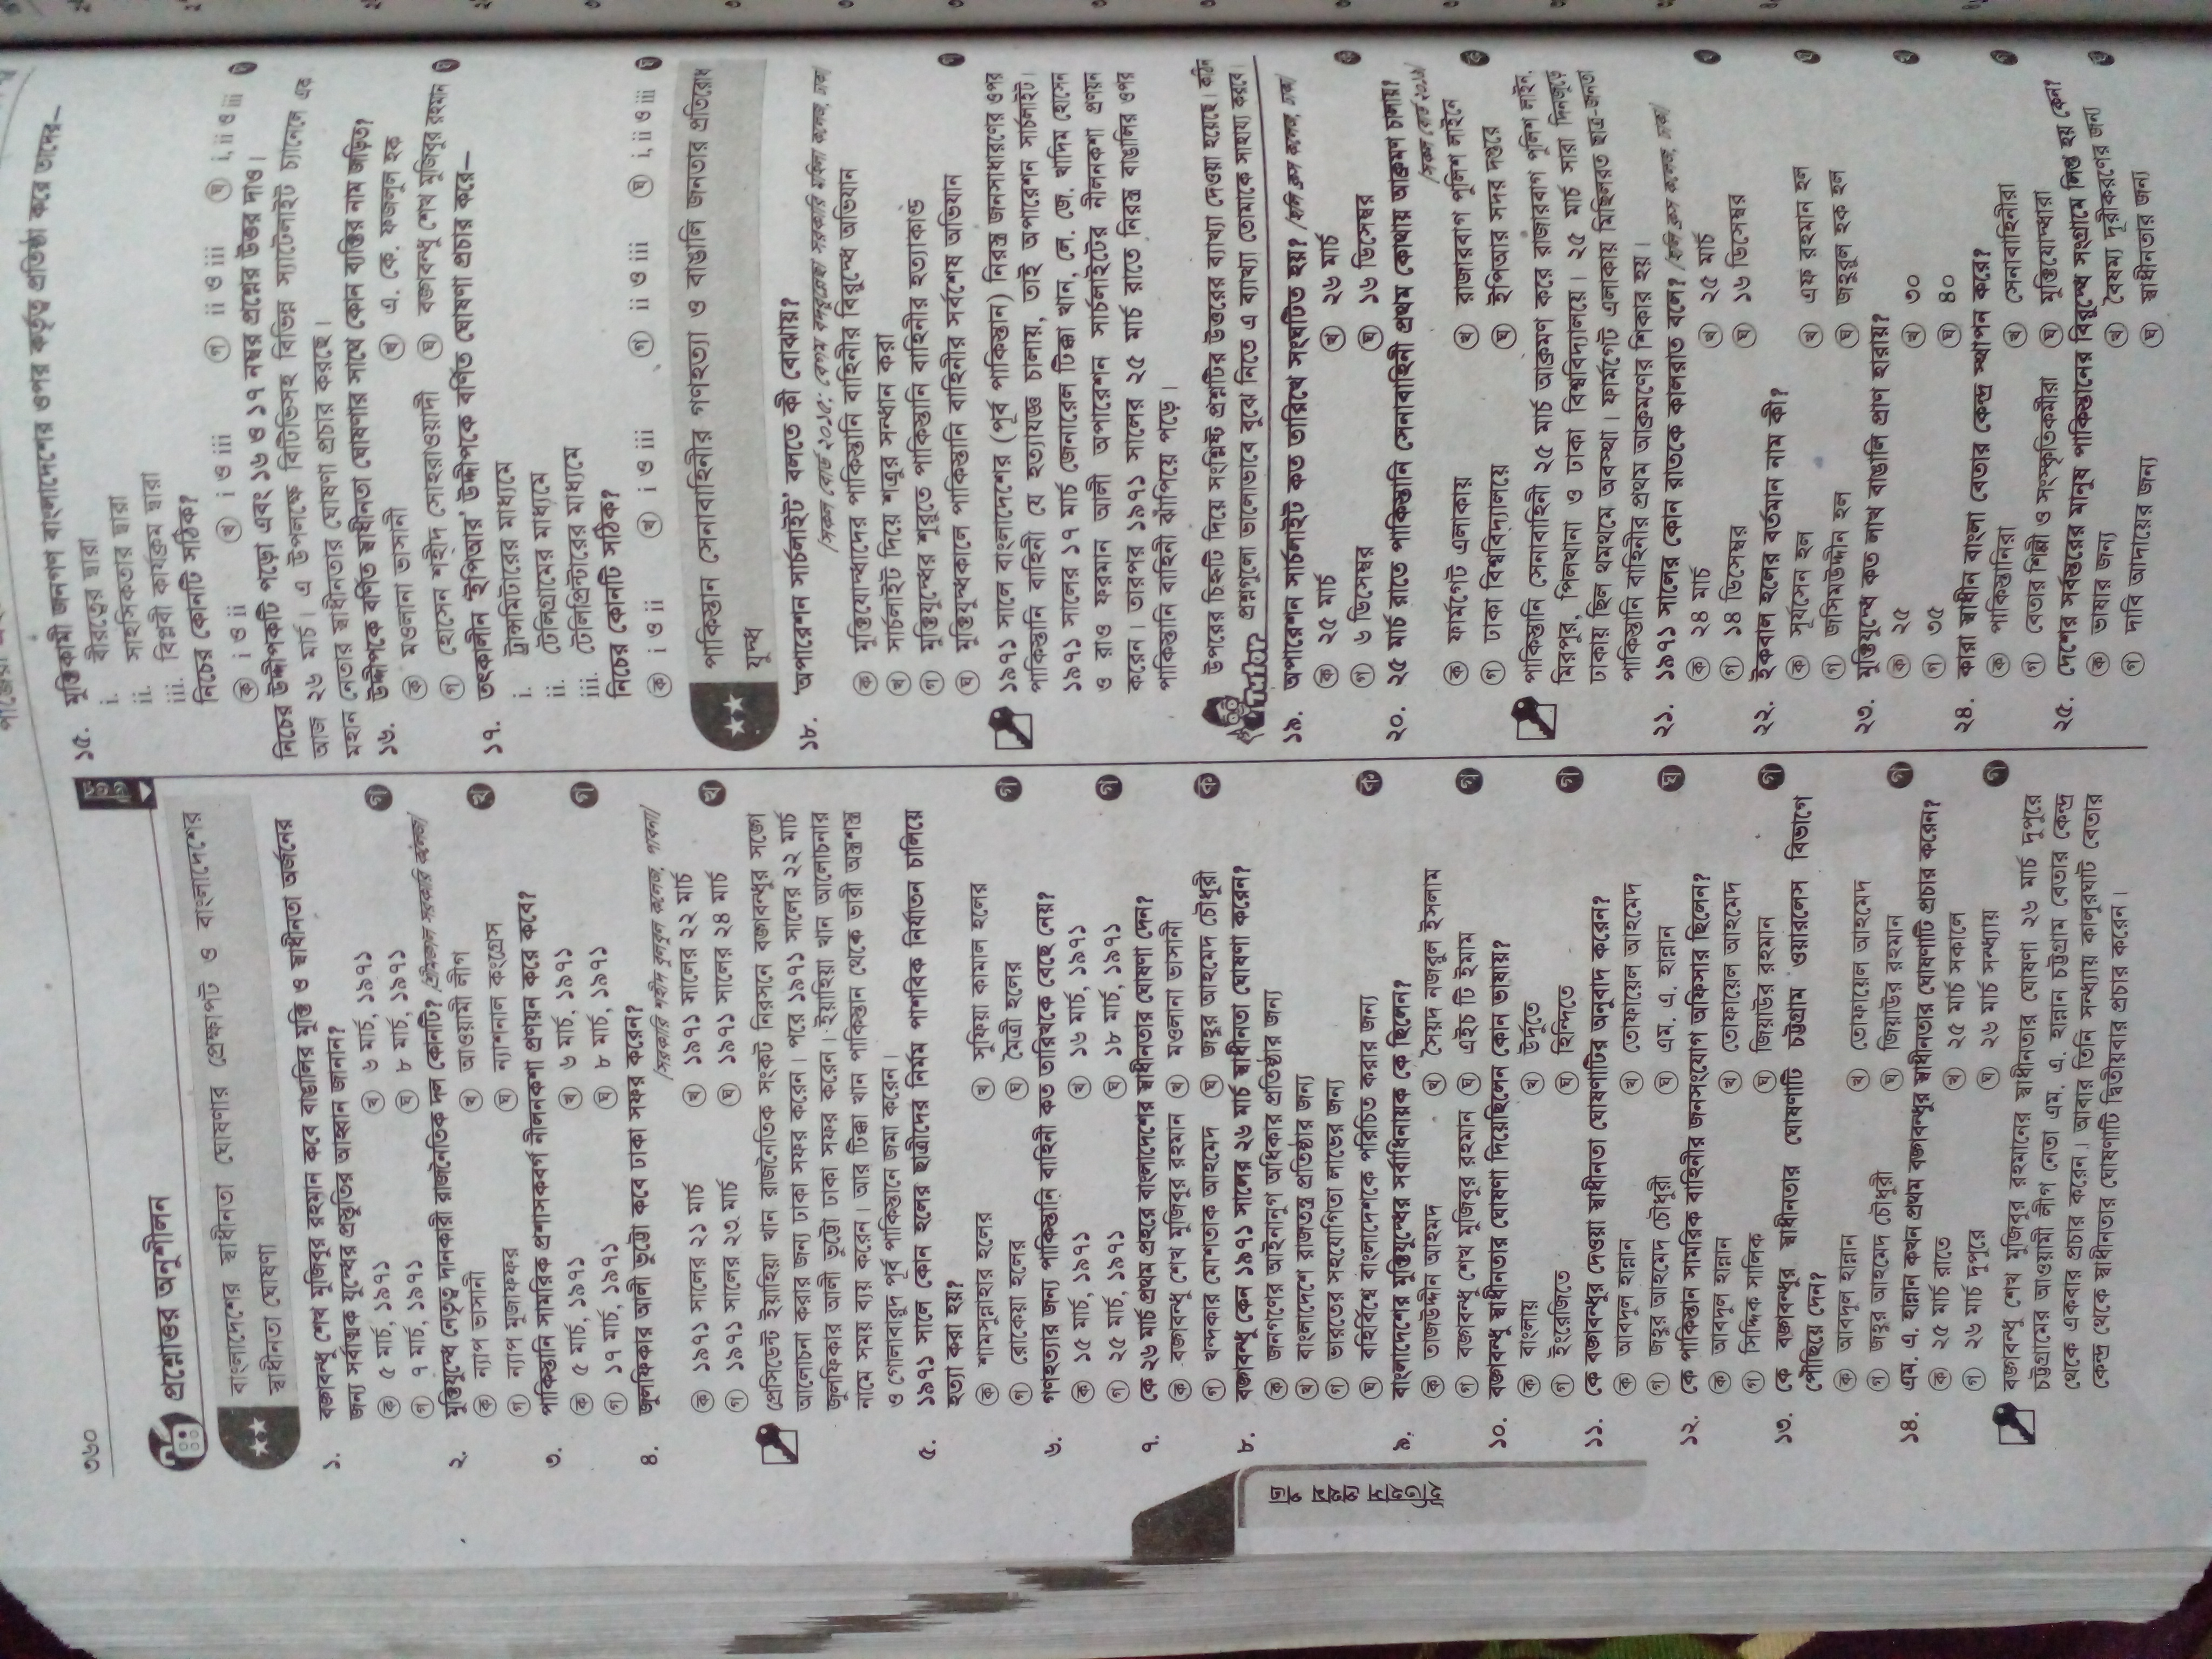 ৩৬০
প্রশ্নোত্তর অনুশীলন
★★ বাংলাদেশের স্বাধীনতা ঘোষণার প্রেক্ষাপট ও বাংলাদেশের
স্বাধীনতা ঘোষণা
১. বঙ্গবন্ধু শেখ মুজিবুর রহমান কবে বাঙালির মুক্তি ও স্বাধীনতা অর্জনের
জন্য সর্বাত্মক যুদ্ধের প্রস্তুতির আহ্বান জানান?
ক ৫ মার্চ, ১৯৭১ খ ৬ মার্চ, ১৯৭১
গ ৭ মার্চ, ১৯৭১ ঘ ৮ মার্চ, ১৯৭১ গ
২. মুক্তিযুদ্ধে নেতৃত্ব দানকারী রাজনৈতিক দল কোনটি? [শ্রীমঙ্গল সরকারি কলেজ]
ক ন্যাপ ভাসানী খ আওয়ামী লীগ
গ ন্যাপ মুজাফফর ঘ ন্যাশনাল কংগ্রেস খ
৩. পাকিস্তানি সামরিক প্রশাসকবর্গ নীলনকশা প্রণয়ন করে কবে?
ক ৫ মার্চ, ১৯৭১ খ ৬ মার্চ, ১৯৭১
গ ১৭ মার্চ, ১৯৭১ ঘ ৮ মার্চ, ১৯৭১ গ
৪. জুলফিকার আলী ভুট্টো কবে ঢাকা সফর করেন?
[সরকারি শহীদ বুলবুল কলেজ, পাবনা]
ক ১৯৭১ সালের ২১ মার্চ খ ১৯৭১ সালের ২২ মার্চ
গ ১৯৭১ সালের ২৩ মার্চ ঘ ১৯৭১ সালের ২৪ মার্চ খ
প্রেসিডেন্ট ইয়াহিয়া খান রাজনৈতিক সংকট নিরসনে বঙ্গবন্ধুর সঙ্গে
আলোচনা করার জন্য ঢাকা সফর করেন। পরে ১৯৭১ সালের ২২ মার্চ
জুলফিকার আলী ভুট্টো ঢাকা সফর করেন। ইয়াহিয়া খান আলোচনার
নামে সময় ব্যয় করেন। আর টিক্কা খান পাকিস্তান থেকে ভারী অস্ত্রশস্ত্র
ও গোলাবারুদ পূর্ব পাকিস্তানে জমা করেন।
৫. ১৯৭১ সালে কোন হলের ছাত্রীদের নির্মম পাশবিক নির্যাতন চালিয়ে
হত্যা করা হয়?
ক শামসুন্নাহার হলের খ সুফিয়া কামাল হলের
গ রোকেয়া হলের ঘ মৈত্রী হলের গ
৬. গণহত্যার জন্য পাকিস্তানি বাহিনী কত তারিখকে বেছে নেয়?
ক ১৫ মার্চ, ১৯৭১ খ ১৬ মার্চ, ১৯৭১
গ ২৫ মার্চ, ১৯৭১ ঘ ১৮ মার্চ, ১৯৭১ গ
৭. কে ২৬ মার্চ প্রথম প্রহরে বাংলাদেশের স্বাধীনতার ঘোষণা দেন?
ক বঙ্গবন্ধু শেখ মুজিবুর রহমান খ মওলানা ভাসানী
গ খন্দকার মোশতাক আহমেদ ঘ জহুর আহমেদ চৌধুরী ক
৮. বঙ্গবন্ধু কেন ১৯৭১ সালের ২৬ মার্চ স্বাধীনতা ঘোষণা করেন?
ক জনগণের আইনানুগ অধিকার প্রতিষ্ঠার জন্য
খ বাংলাদেশে রাজতন্ত্র প্রতিষ্ঠার জন্য
গ ভারতের সহযোগিতা লাভের জন্য
ঘ বহির্বিশ্বে বাংলাদেশকে পরিচিত করার জন্য ক
৯. বাংলাদেশের মুক্তিযুদ্ধের সর্বাধিনায়ক কে ছিলেন?
ক তাজউদ্দীন আহমদ খ সৈয়দ নজরুল ইসলাম
গ বঙ্গবন্ধু শেখ মুজিবুর রহমান ঘ এইচ টি ইমাম গ
১০. বঙ্গবন্ধু স্বাধীনতার ঘোষণা দিয়েছিলেন কোন ভাষায়?
ক বাংলায় খ উর্দুতে
গ ইংরেজিতে ঘ হিন্দিতে গ
১১. কে বঙ্গবন্ধুর দেওয়া স্বাধীনতা ঘোষণাটির অনুবাদ করেন?
ক আবদুল হান্নান খ তোফায়েল আহমেদ
গ জহুর আহমেদ চৌধুরী ঘ এম. এ. হান্নান ঘ
১২. কে পাকিস্তান সামরিক বাহিনীর জনসংযোগ অফিসার ছিলেন?
ক আবদুল হান্নান খ তোফায়েল আহমেদ
গ সিদ্দিক সালিক ঘ জিয়াউর রহমান গ
১৩. কে বঙ্গবন্ধুর স্বাধীনতার ঘোষণাটি চট্টগ্রাম ওয়ারলেস বিভাগে
পৌঁছিয়ে দেন?
ক আবদুল হান্নান খ তোফায়েল আহমেদ
গ জহুর আহমেদ চৌধুরী ঘ জিয়াউর রহমান গ
১৪. এম. এ. হান্নান কখন প্রথম বঙ্গবন্ধুর স্বাধীনতার ঘোষণাটি প্রচার করেন?
ক ২৫ মার্চ রাতে খ ২৫ মার্চ সকালে
গ ২৬ মার্চ দুপুরে ঘ ২৬ মার্চ সন্ধ্যায় গ
বঙ্গবন্ধু শেখ মুজিবুর রহমানের স্বাধীনতার ঘোষণা ২৬ মার্চ দুপুরে
চট্টগ্রামের আওয়ামী লীগ নেতা এম. এ. হান্নান চট্টগ্রাম বেতার কেন্দ্র
থেকে একবার প্রচার করেন। আবার তিনি সন্ধ্যায় কালুরঘাট বেতার
কেন্দ্র থেকে স্বাধীনতার ঘোষণাটি দ্বিতীয়বার প্রচার করেন।
ইতিহাস প্রথম পত্র
১৫. মুক্তিকামী জনগণ বাংলাদেশের ওপর কর্তৃত্ব প্রতিষ্ঠা করে তাদের—
i. বীরত্বের দ্বারা
ii. সাহসিকতার দ্বারা
iii. বিপ্লবী কার্যক্রম দ্বারা
নিচের কোনটি সঠিক?
ক i ও ii খ i ও iii গ ii ও iii ঘ i, ii ও iii
নিচের উদ্দীপকটি পড়ো এবং ১৬ ও ১৭ নম্বর প্রশ্নের উত্তর দাও।
আজ ২৬ মার্চ। এ উপলক্ষে বিটিভিসহ বিভিন্ন স্যাটেলাইট চ্যানেলে এক
মহান নেতার স্বাধীনতার ঘোষণা প্রচার করছে।
১৬. উদ্দীপকে বর্ণিত স্বাধীনতা ঘোষণার সাথে কোন ব্যক্তির নাম জড়িত?
ক মওলানা ভাসানী খ এ. কে. ফজলুল হক
গ হোসেন শহীদ সোহরাওয়াদী ঘ বঙ্গবন্ধু শেখ মুজিবুর রহমান
১৭. তৎকালীন ‘ইপিআর’ উদ্দীপকে বর্ণিত ঘোষণা প্রচার করে—
i. ট্রান্সমিটারের মাধ্যমে
ii. টেলিগ্রামের মাধ্যমে
iii. টেলিপ্রিন্টারের মাধ্যমে
নিচের কোনটি সঠিক?
ক i ও ii খ i ও iii গ ii ও iii ঘ i, ii ও iii
★★ পাকিস্তান সেনাবাহিনীর গণহত্যা ও বাঙালি জনতার প্রতিরোধ
যুদ্ধ
১৮. ‘অপারেশন সার্চলাইট’ বলতে কী বোঝায়?
[সকল বোর্ড ২০১৫; বেগম বদরুন্নেছা সরকারি মহিলা কলেজ, ঢাকা]
ক মুক্তিযোদ্ধাদের পাকিস্তানি বাহিনীর বিরুদ্ধে অভিযান
খ সার্চলাইট দিয়ে শত্রুর সন্ধান করা
গ মুক্তিযুদ্ধের শুরুতে পাকিস্তানি বাহিনীর হত্যাকাণ্ড
ঘ মুক্তিযুদ্ধকালে পাকিস্তানি বাহিনীর সর্বশেষ অভিযান
১৯৭১ সালে বাংলাদেশের (পূর্ব পাকিস্তান) নিরস্ত্র জনসাধারণের ওপর
পাকিস্তানি বাহিনী যে হত্যাযজ্ঞ চালায়, তাই অপারেশন সার্চলাইট।
১৯৭১ সালের ১৭ মার্চ জেনারেল টিক্কা খান, লে. জে. খাদিম হোসেন
ও রাও ফরমান আলী অপারেশন সার্চলাইটের নীলনকশা প্রণয়ন
করেন। তারপর ১৯৭১ সালের ২৫ মার্চ রাতে নিরস্ত্র বাঙালির ওপর
পাকিস্তানি বাহিনী ঝাঁপিয়ে পড়ে।
উপরের চিহ্নটি দিয়ে সংশ্লিষ্ট প্রশ্নটির উত্তরের ব্যাখ্যা দেওয়া হয়েছে। কঠিন
Tutor প্রশ্নগুলো ভালোভাবে বুঝে নিতে এ ব্যাখ্যা তোমাকে সাহায্য করবে।
১৯. অপারেশন সার্চলাইট কত তারিখে সংঘটিত হয়? [হলি ক্রস কলেজ, ঢাকা]
ক ২৫ মার্চ খ ২৬ মার্চ
গ ৬ ডিসেম্বর ঘ ১৬ ডিসেম্বর
২০. ২৫ মার্চ রাতে পাকিস্তানি সেনাবাহিনী প্রথম কোথায় আক্রমণ চালায়?
[সকল বোর্ড
ক ফার্মগেট এলাকায় খ রাজারবাগ পুলিশ লাইনে
গ ঢাকা বিশ্ববিদ্যালয়ে ঘ ইপিআর সদর দপ্তরে
পাকিস্তানি সেনাবাহিনী ২৫ মার্চ আক্রমণ করে রাজারবাগ পুলিশ লাইন,
মিরপুর, পিলখানা ও ঢাকা বিশ্ববিদ্যালয়ে। ২৫ মার্চ সারা দিনজুড়ে
ঢাকায় ছিল থমথমে অবস্থা। ফার্মগেট এলাকায় মিছিলরত ছাত্র-জনতা
পাকিস্তানি বাহিনীর প্রথম আক্রমণের শিকার হয়।
২১. ১৯৭১ সালের কোন রাতকে কালরাত বলে? [হলি ক্রস কলেজ, ঢাকা]
ক ২৪ মার্চ খ ২৫ মার্চ
গ ১৪ ডিসেম্বর ঘ ১৬ ডিসেম্বর
২২. ইকবাল হলের বর্তমান নাম কী?
ক সূর্যসেন হল খ এফ রহমান হল
গ জসিমউদ্দীন হল ঘ জহুরুল হক হল
২৩. মুক্তিযুদ্ধে কত লাখ বাঙালি প্রাণ হারায়?
ক ২৫ খ ৩০
গ ৩৫ ঘ ৪০
২৪. কারা স্বাধীন বাংলা বেতার কেন্দ্র স্থাপন করে?
ক পাকিস্তানিরা খ সেনাবাহিনীরা
গ বেতার শিল্পী ও সংস্কৃতিকর্মীরা ঘ মুক্তিযোদ্ধারা
২৫. দেশের সর্বস্তরের মানুষ পাকিস্তানের বিরুদ্ধে সংগ্রামে লিপ্ত হয় কেন?
ক ভাষার জন্য খ বৈষম্য দূরীকরণের জন্য
গ দাবি আদায়ের জন্য ঘ স্বাধীনতার জন্য